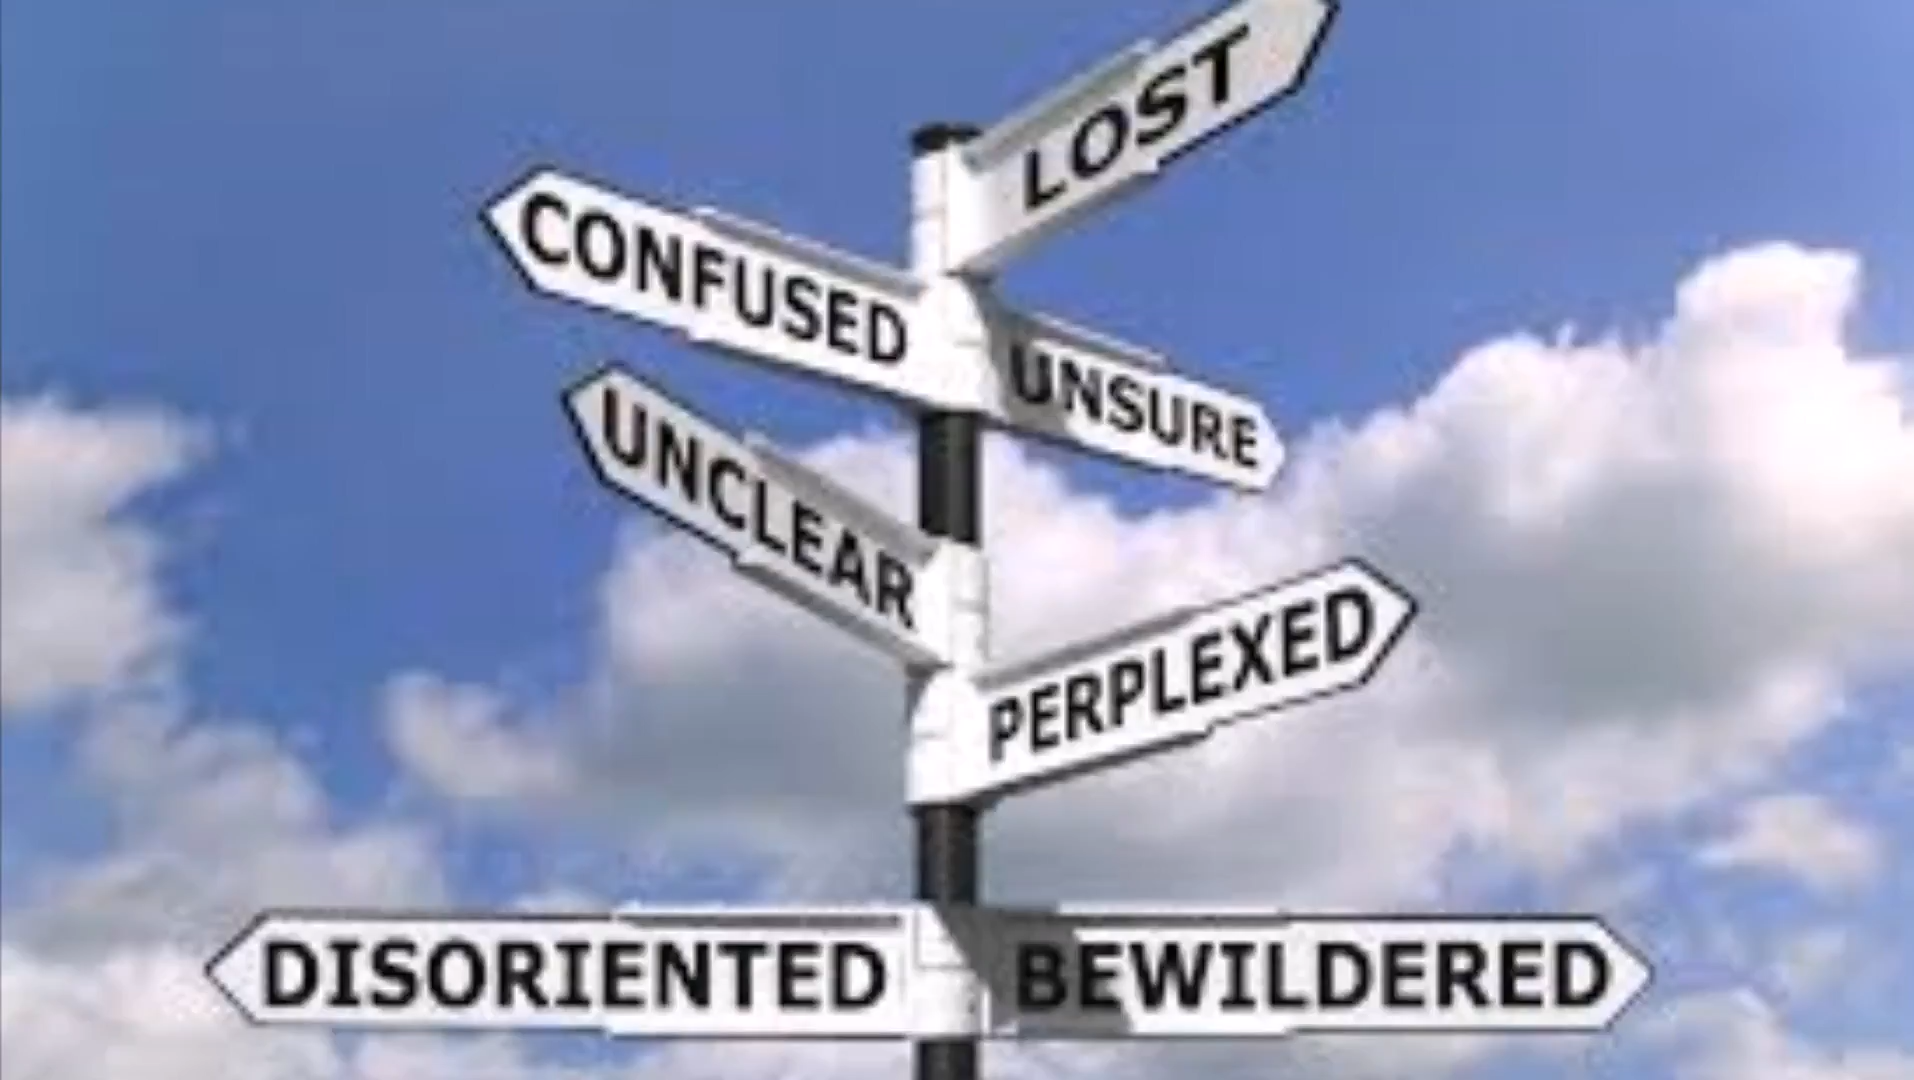 LOST
CONFUSED
UNSURE
UNCLEAR
PERPLEXED
DISORIENTED
BEWILDERED